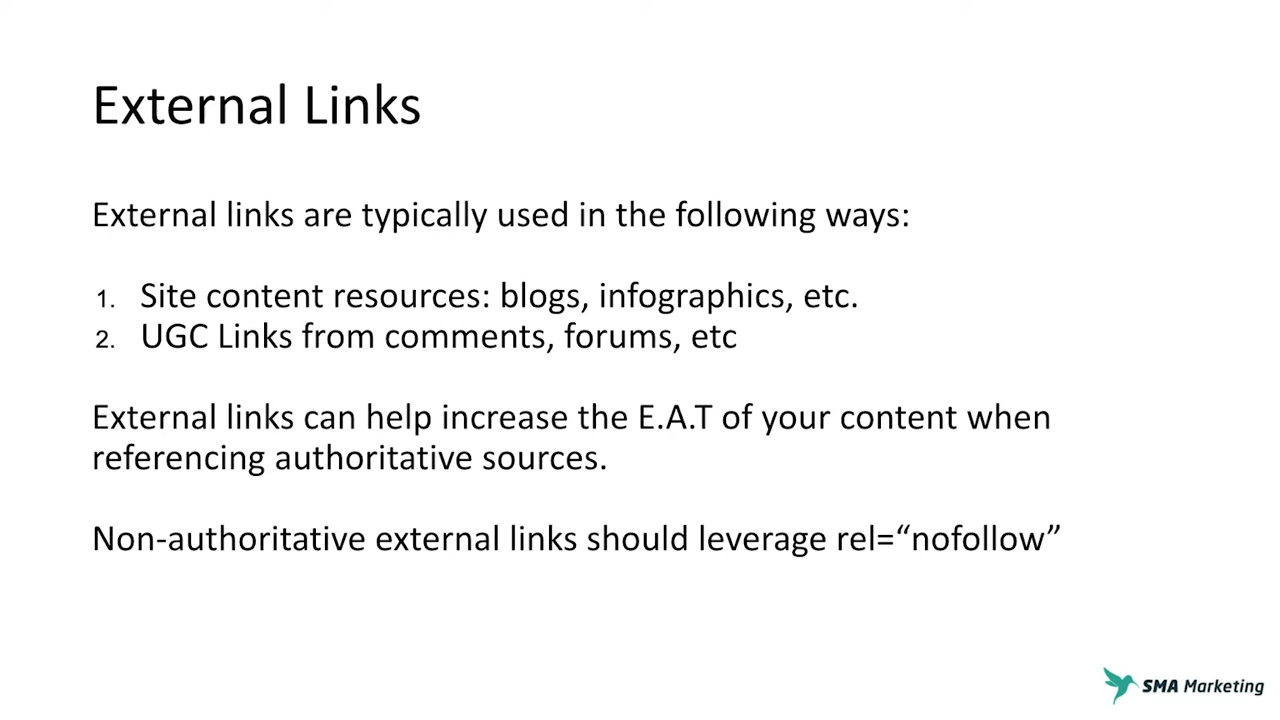 External Links
External links are typically used in the following ways:
1. Site content resources: blogs, infographics, etc.
2. UGC Links from comments, forums, etc
External links can help increase the E.A.T of your content when
referencing authoritative sources.
Non-authoritative external links should leverage rel=“nofollow”
SMA Marketing